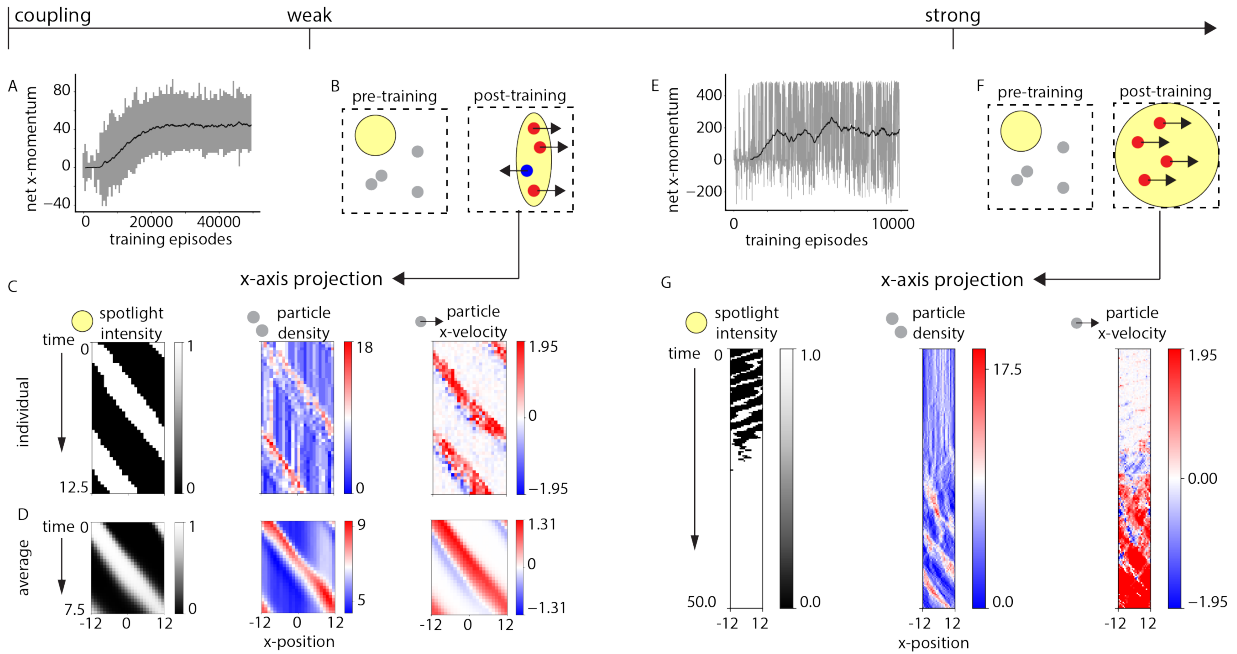 coupling weak strong
A
net x-momentum
80
40
0
−40
0 20000 40000
training episodes
B
pre-training post-training
E
net x-momentum
400
200
0
−200
0 10000
training episodes
F
pre-training post-training
C
x-axis projection
spotlight
intensity
particle
density
particle
x-velocity
time
0
12.5
individual
1
0
18
0
1.95
0
−1.95
D
time
0
7.5
average
1
0
9
5
1.31
0
−1.31
-12 0 12
-12 0 12
-12 0 12
x-position
G
x-axis projection
spotlight
intensity
particle
density
particle
x-velocity
time
0
50.0
1.0
0.0
17.5
0.0
1.95
0.00
−1.95
-12 12
-12 12
-12 12
x-position